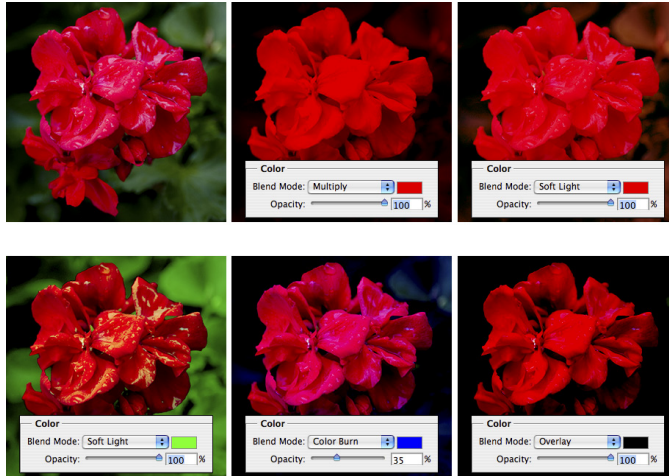 Color
Blend Mode: Multiply
Opacity: 100 %
Color
Blend Mode: Soft Light
Opacity: 100 %
Color
Blend Mode: Soft Light
Opacity: 100 %
Color
Blend Mode: Color Burn
Opacity: 35 %
Color
Blend Mode: Overlay
Opacity: 100 %